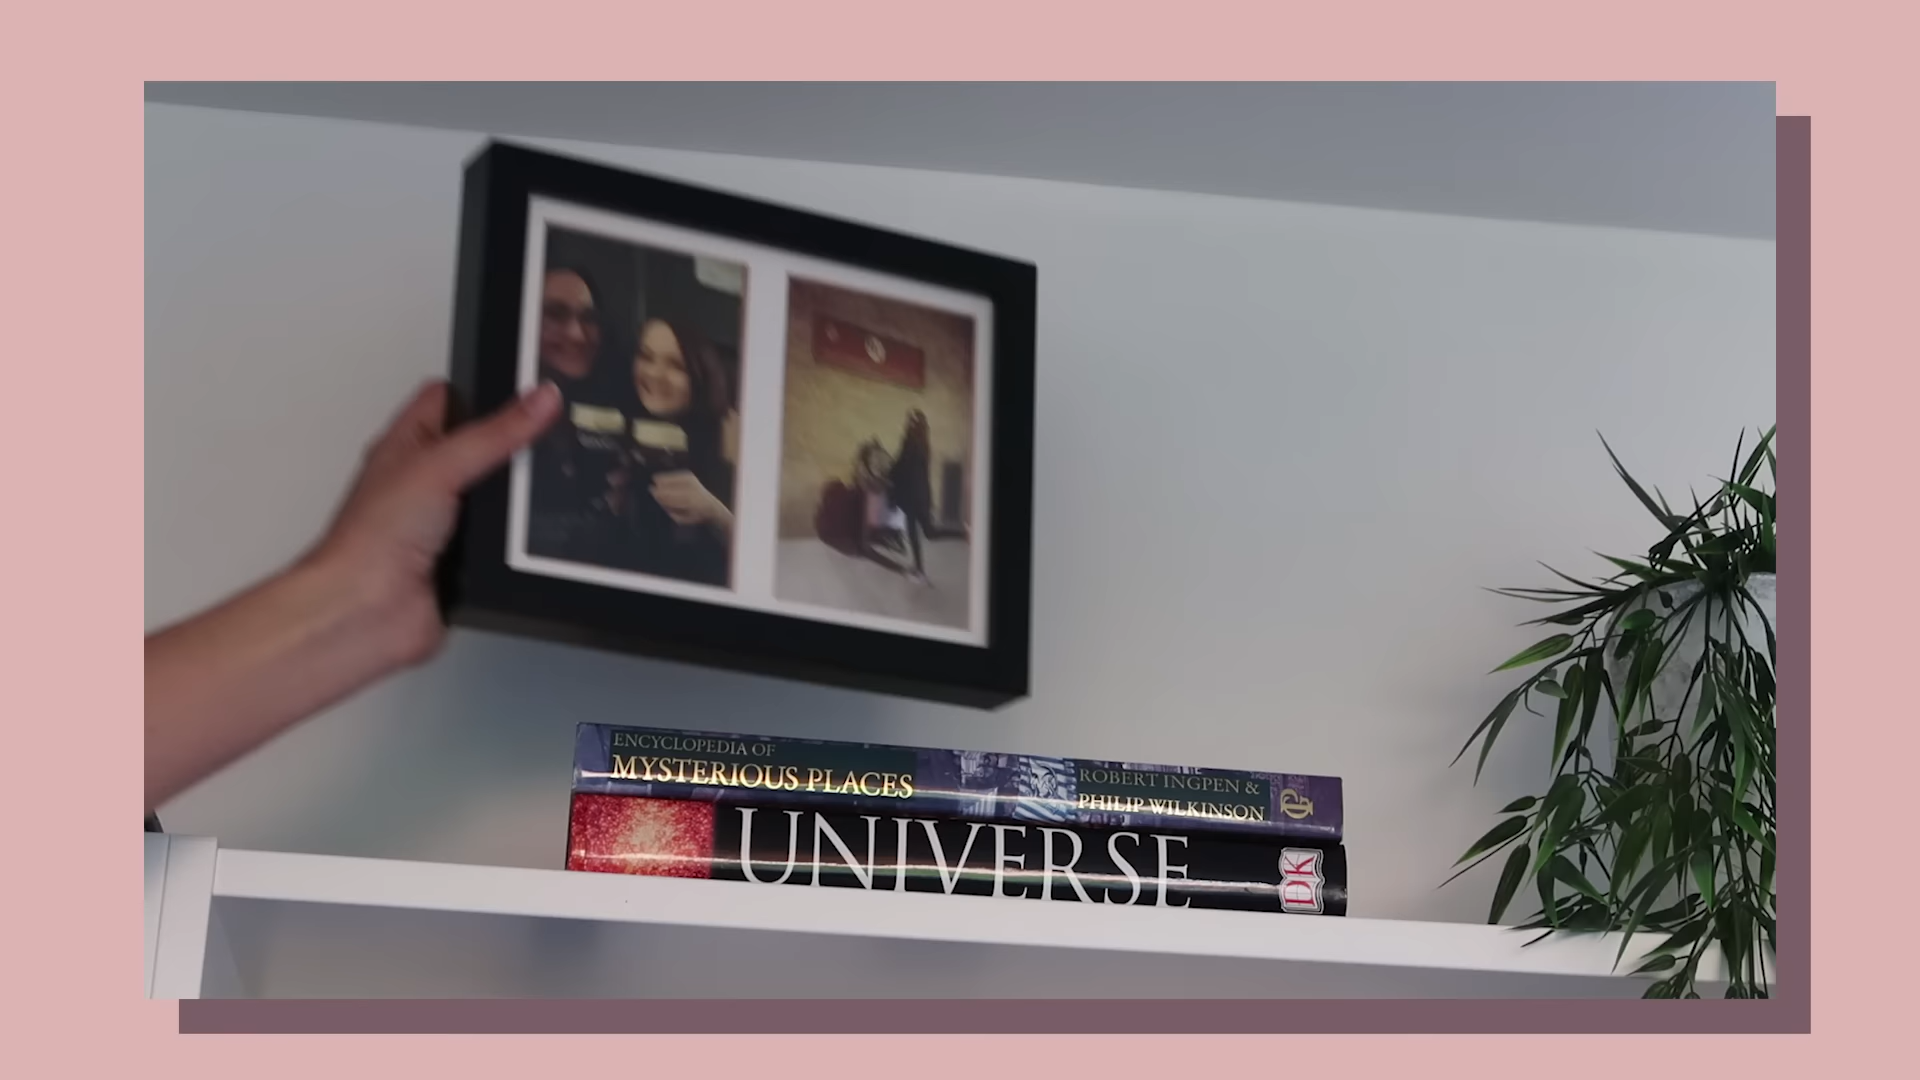 ENCYCLOPEDIA OF
MYSTERIOUS PLACES
ROBERT INGPEN &
PHILIP WILKINSON
UNIVERSE
DK